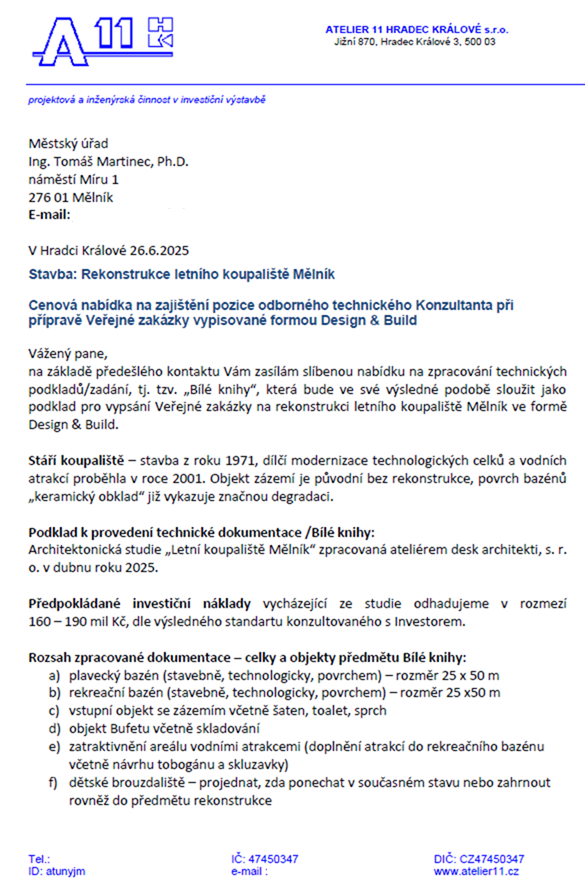 A 11 HK
ATELIER 11 HRADEC KRÁLOVÉ s.r.o.
Jižní 870, Hradec Králové 3, 500 03
projektová a inženýrská činnost v investiční výstavbě
Městský úřad
Ing. Tomáš Martinec, Ph.D.
náměstí Míru 1
276 01 Mělník
E-mail:
V Hradci Králové 26.6.2025
Stavba: Rekonstrukce letního koupaliště Mělník
Cenová nabídka na zajištění pozice odborného technického Konzultanta při
přípravě Veřejné zakázky vypisované formou Design & Build
Vážený pane,
na základě předešlého kontaktu Vám zasílám slíbenou nabídku na zpracování technických
podkladů/zadání, tj. tzv. „Bílé knihy“, která bude ve své výsledné podobě sloužit jako
podklad pro vypsání Veřejné zakázky na rekonstrukci letního koupaliště Mělník ve formě
Design & Build.
Stáří koupaliště – stavba z roku 1971, dílčí modernizace technologických celků a vodních
atrakcí proběhla v roce 2001. Objekt zázemí je původní bez rekonstrukce, povrch bazénů
„keramický obklad“ již vykazuje značnou degradaci.
Podklad k provedení technické dokumentace /Bílé knihy:
Architektonická studie „Letní koupaliště Mělník“ zpracovaná ateliérem desk architekti, s. r.
o. v dubnu roku 2025.
Předpokládané investiční náklady vycházející ze studie odhadujeme v rozmezí
160 – 190 mil Kč, dle výsledného standartu konzultovaného s Investorem.
Rozsah zpracované dokumentace – celky a objekty předmětu Bílé knihy:
a) plavecký bazén (stavebně, technologicky, povrchem) – rozměr 25 x 50 m
b) rekreační bazén (stavebně, technologicky, povrchem) – rozměr 25 x50 m
c) vstupní objekt se zázemím včetně šaten, toalet, sprch
d) objekt Bufetu včetně skladování
e) zatraktivnění areálu vodními atrakcemi (doplnění atrakcí do rekreačního bazénu
včetně návrhu tobogánu a skluzavky)
f) dětské brouzdaliště – projednat, zda ponechat v současném stavu nebo zahrnout
rovněž do předmětu rekonstrukce
Tel.: IČ: 47450347 DIČ: CZ47450347
ID: atunyjm e-mail : www.atelier11.cz